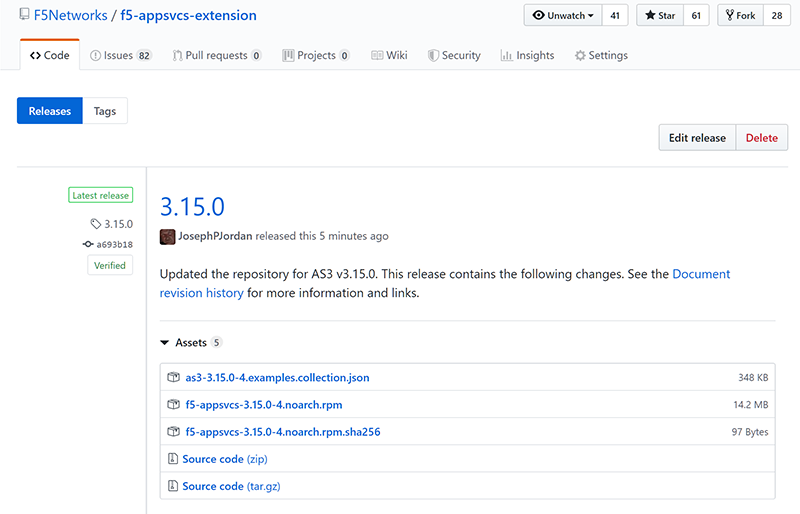 F5Networks / f5-appsvcs-extension Unwatch 41 Star 61 Fork 28
Code Issues 82 Pull requests 0 Projects 0 Wiki Security Insights Settings
Releases Tags
Edit release Delete
Latest release
3.15.0
3.15.0
a693b18
JosephPJordan released this 5 minutes ago
Verified
Updated the repository for AS3 v3.15.0. This release contains the following changes. See the Document
revision history for more information and links.
Assets 5
as3-3.15.0-4.examples.collection.json 348 KB
f5-appsvcs-3.15.0-4.noarch.rpm 14.2 MB
f5-appsvcs-3.15.0-4.noarch.rpm.sha256 97 Bytes
Source code (zip)
Source code (tar.gz)